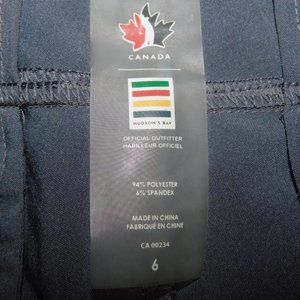 CANADA
HUDSON'S BAY
OFFICIAL OUTFITTER
HABILLEUR OFFICIEL
94% POLYESTER
6% SPANDEX
MADE IN CHINA
FABRIQUÉ EN CHINE
CA 00234
6